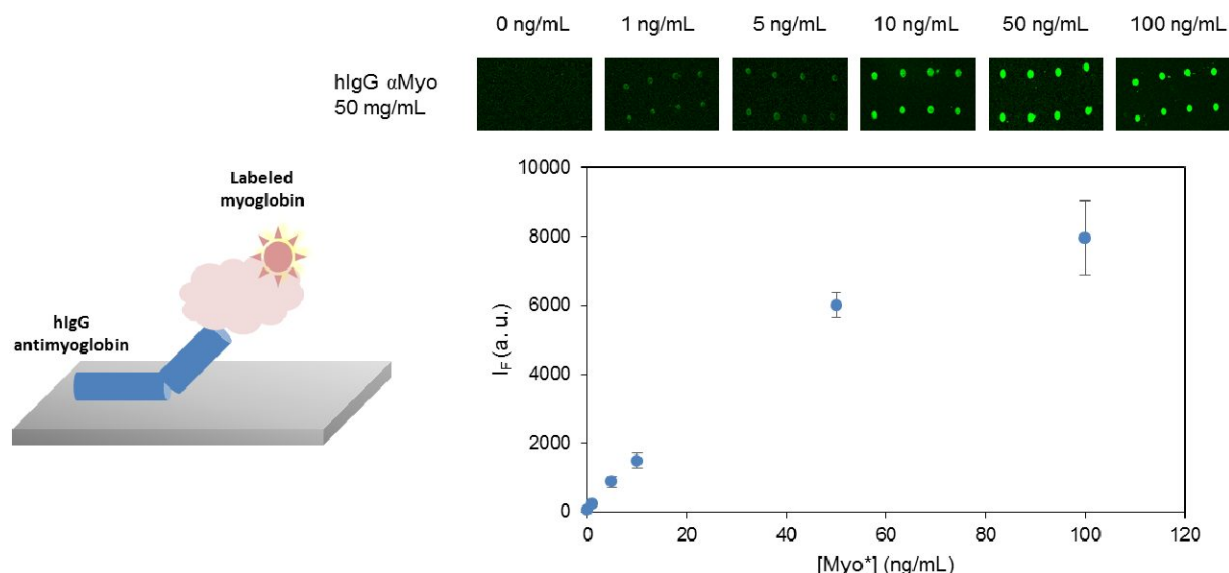 0 ng/mL 1 ng/mL 5 ng/mL 10 ng/mL 50 ng/mL 100 ng/mL
hIgG αMyo
50 mg/mL
Labeled
myoglobin
hIgG
antimyoglobin
10000
8000
6000
4000
2000
0
I_F (a. u.)
0 20 40 60 80 100 120
[Myo*] (ng/mL)